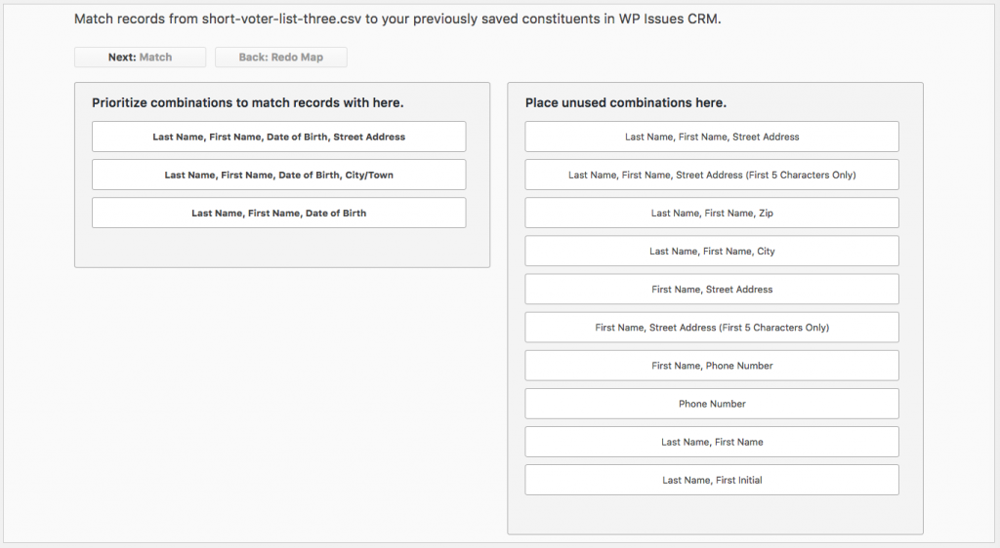 Match records from short-voter-list-three.csv to your previously saved constituents in WP Issues CRM.
Next: Match
Back: Redo Map
Prioritize combinations to match records with here.
Last Name, First Name, Date of Birth, Street Address
Last Name, First Name, Date of Birth, City/Town
Last Name, First Name, Date of Birth
Place unused combinations here.
Last Name, First Name, Street Address
Last Name, First Name, Street Address (First 5 Characters Only)
Last Name, First Name, Zip
Last Name, First Name, City
First Name, Street Address
First Name, Street Address (First 5 Characters Only)
First Name, Phone Number
Phone Number
Last Name, First Name
Last Name, First Initial